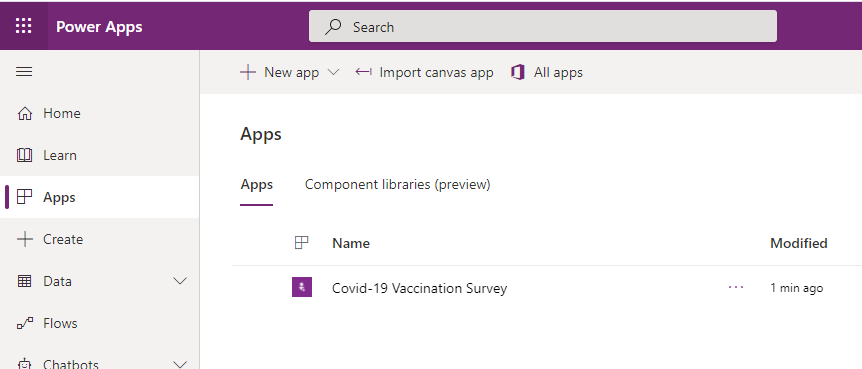 Power Apps
Search
New app
Import canvas app
All apps
Home
Learn
Apps
Create
Data
Flows
Chatbots
Apps
Apps
Component libraries (preview)
Name
Modified
Covid-19 Vaccination Survey
1 min ago